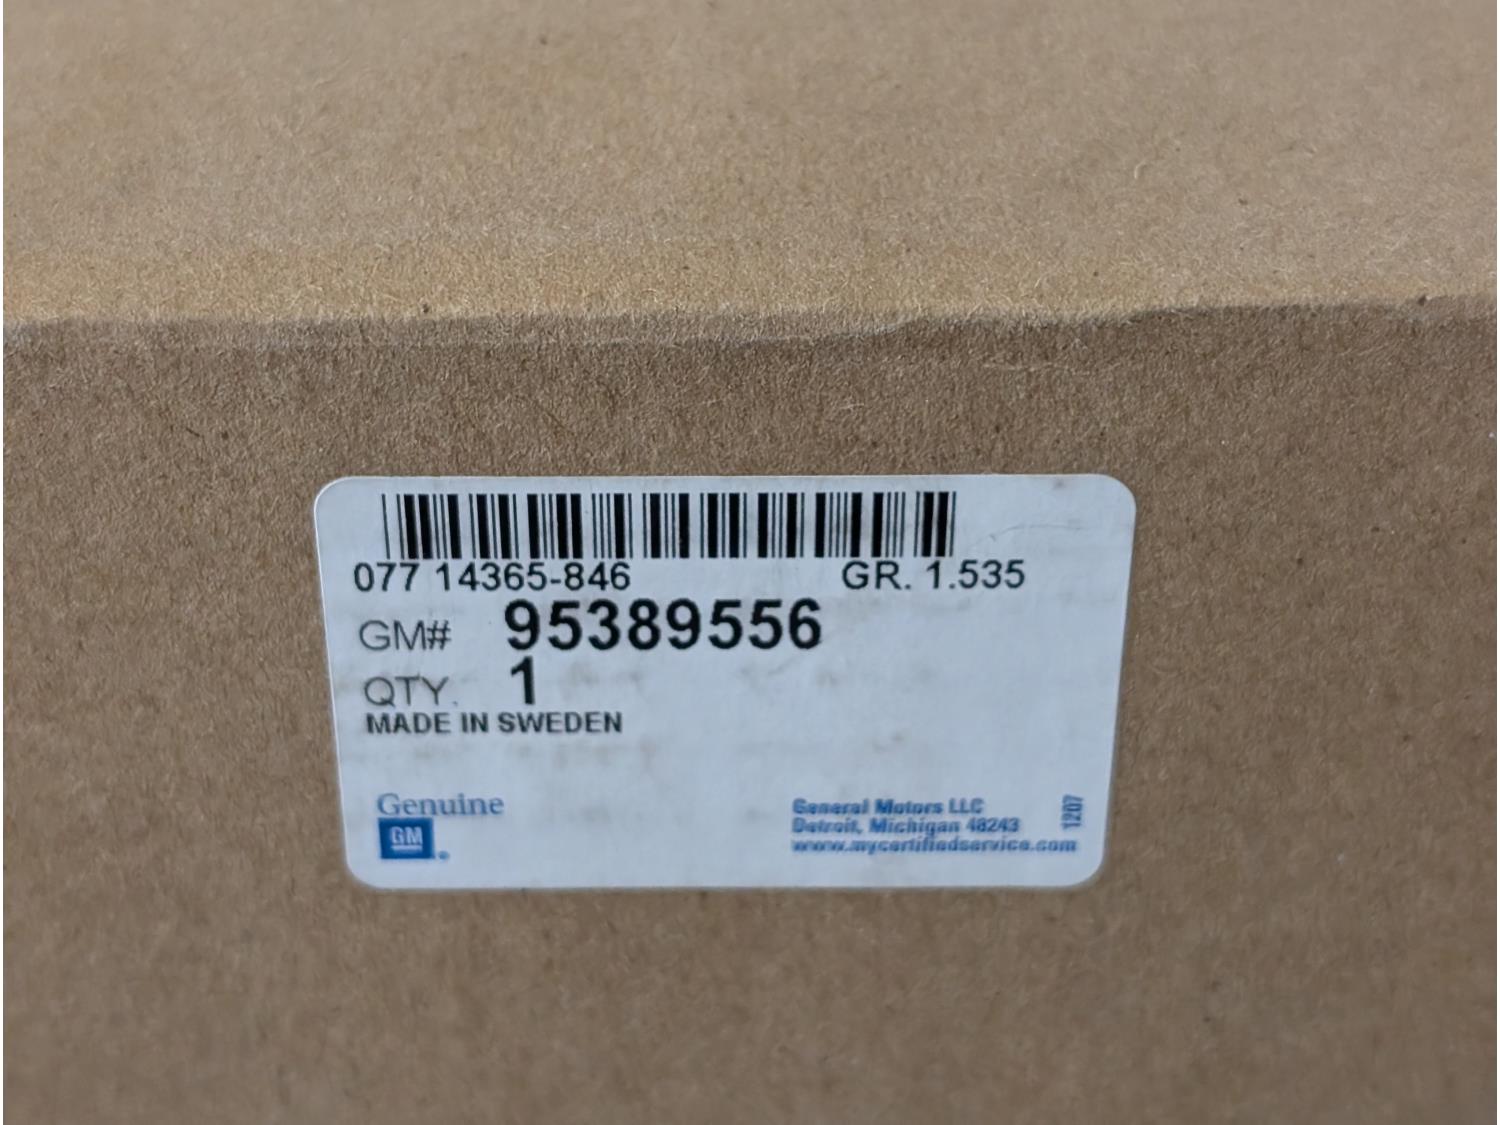 077 14365-846 GR. 1.535
GM# 95389556
QTY. 1
MADE IN SWEDEN
Genuine
GM
General Motors LLC
Detroit, Michigan 48243
www.mycertifiedservice.com
1207